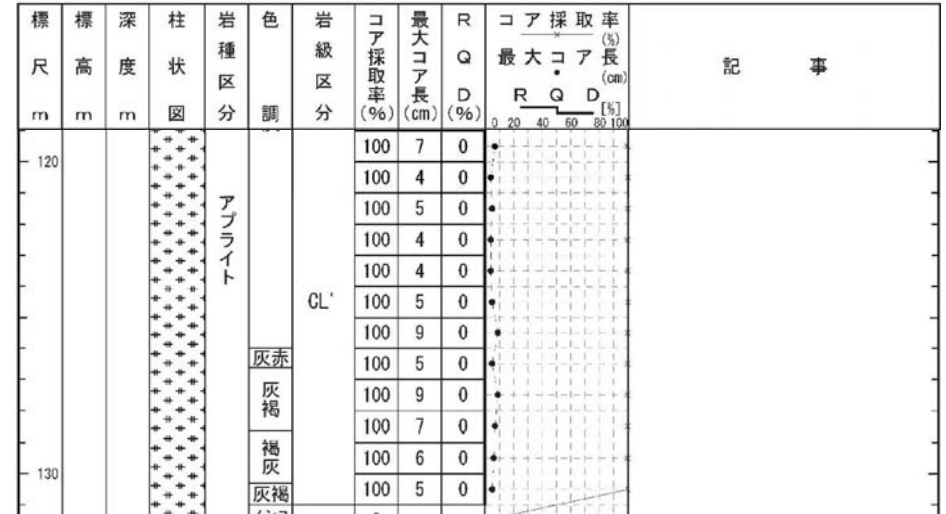 標尺 m
標高 m
深度 m
柱状図
岩種区分
色調
岩級区分
コア採取率(%)
最大コア長(cm)
RQD(%)
コア採取率(%)
最大コア長(cm)
RQD[%]
0 20 40 60 80 100
記事
100 7 0
120
100 4 0
100 5 0
アプライト
100 4 0
100 4 0
CL'
100 5 0
100 9 0
灰赤
100 5 0
灰褐
100 9 0
100 7 0
褐灰
100 6 0
130
灰褐
100 5 0